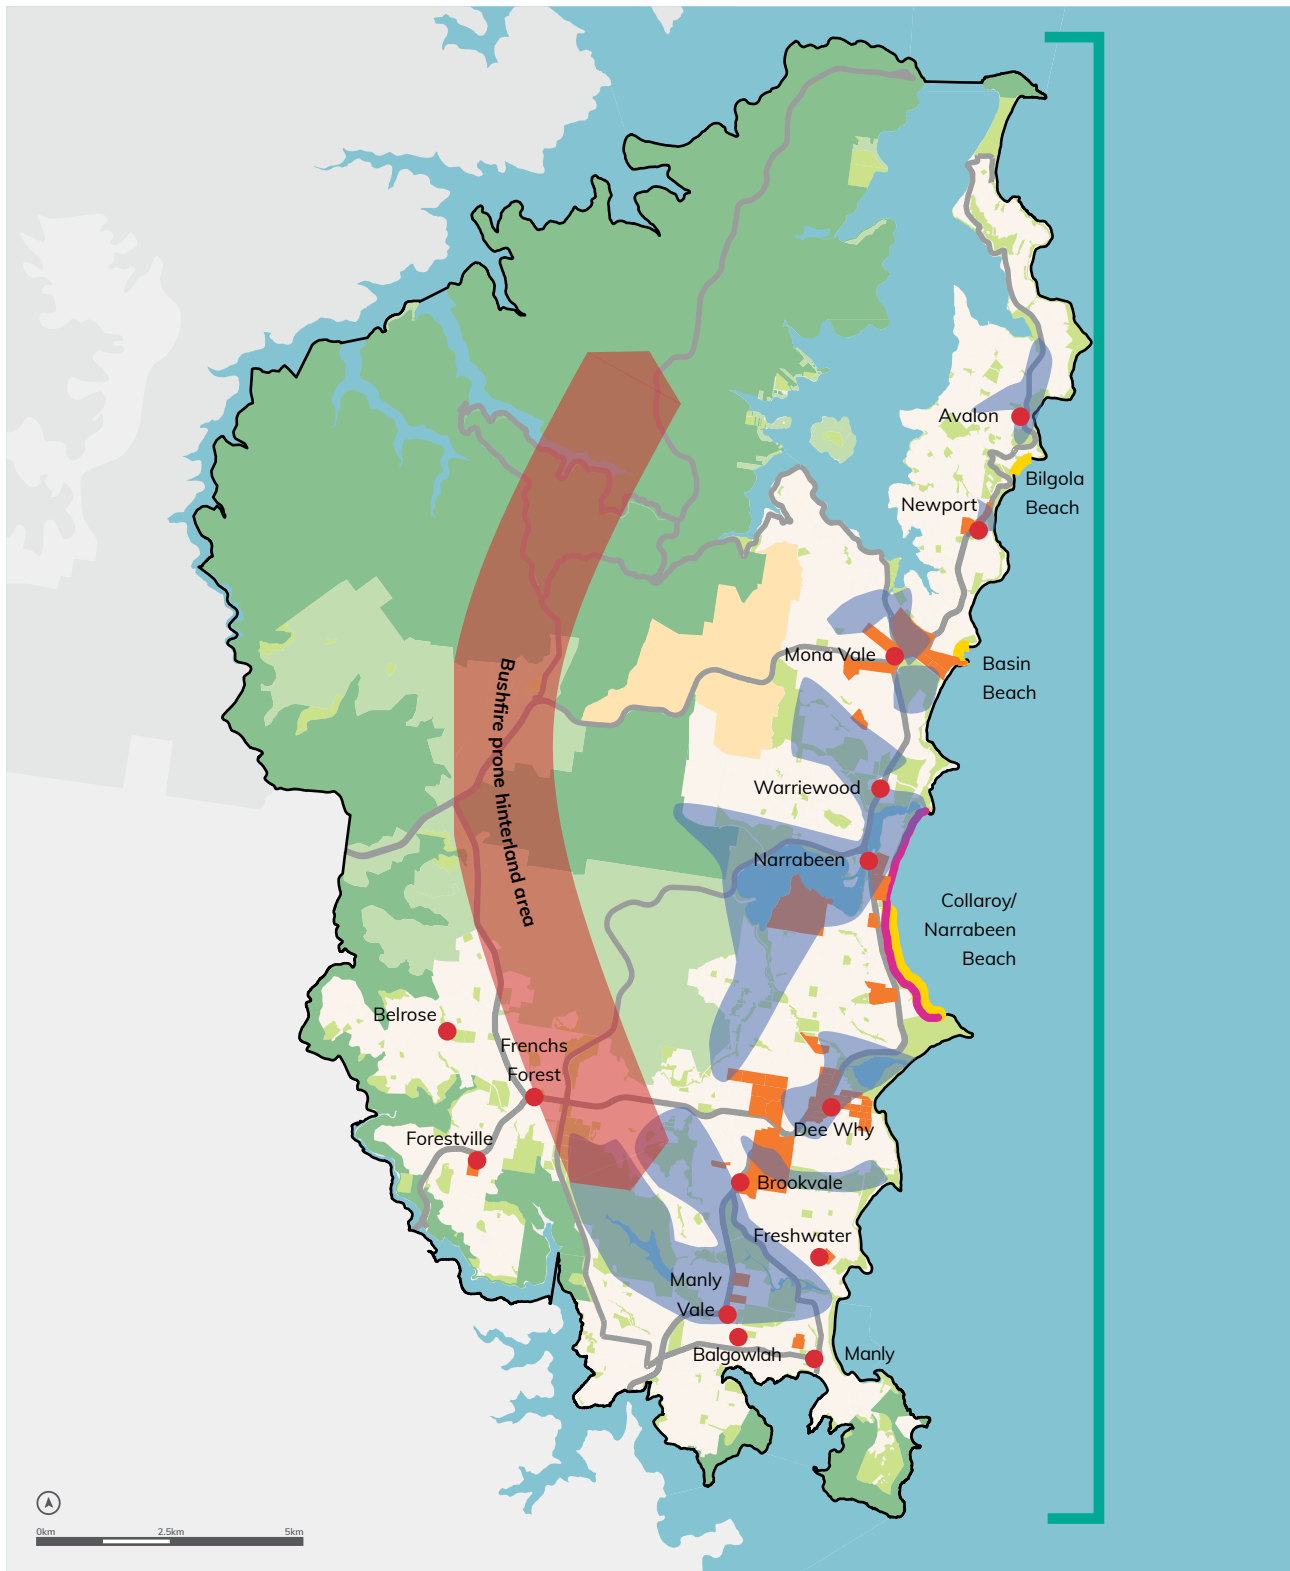 Avalon
Bilgola
Beach
Newport
Mona Vale
Basin
Beach
Bushfire prone hinterland area
Warriewood
Narrabeen
Collaroy/
Narrabeen
Beach
Belrose
Frenchs
Forest
Dee Why
Forestville
Brookvale
Freshwater
Manly
Vale
Balgowlah
Manly
0km 2.5km 5km